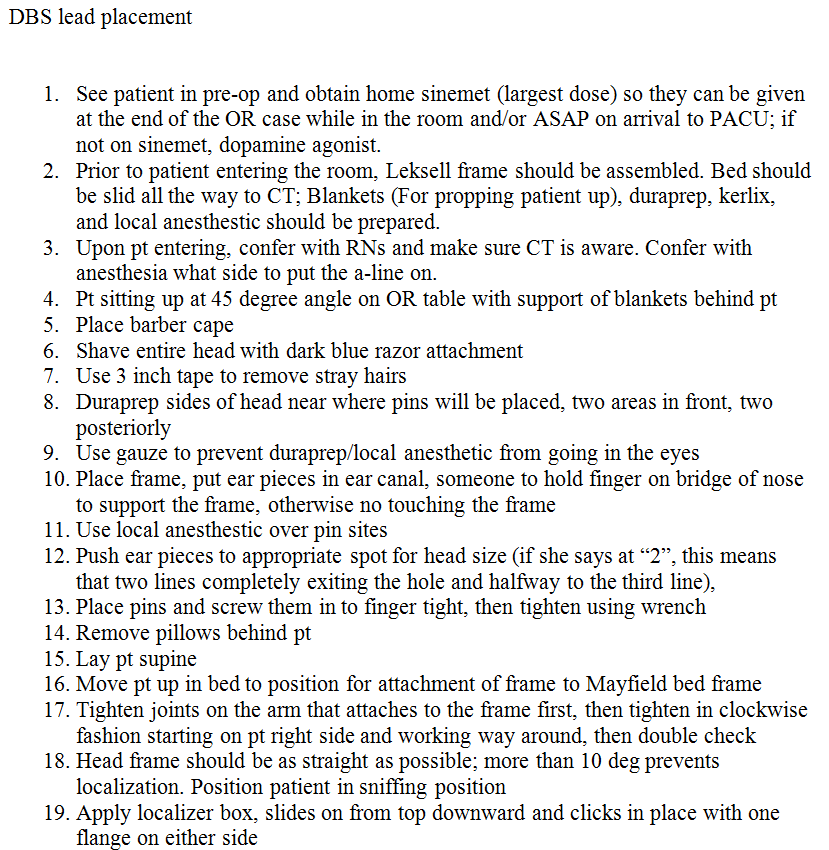 DBS lead placement
1. See patient in pre-op and obtain home sinemet (largest dose) so they can be given
at the end of the OR case while in the room and/or ASAP on arrival to PACU; if
not on sinemet, dopamine agonist.
2. Prior to patient entering the room, Leksell frame should be assembled. Bed should
be slid all the way to CT; Blankets (For propping patient up), duraprep, kerlix,
and local anesthestic should be prepared.
3. Upon pt entering, confer with RNs and make sure CT is aware. Confer with
anesthesia what side to put the a-line on.
4. Pt sitting up at 45 degree angle on OR table with support of blankets behind pt
5. Place barber cape
6. Shave entire head with dark blue razor attachment
7. Use 3 inch tape to remove stray hairs
8. Duraprep sides of head near where pins will be placed, two areas in front, two
posteriorly
9. Use gauze to prevent duraprep/local anesthetic from going in the eyes
10. Place frame, put ear pieces in ear canal, someone to hold finger on bridge of nose
to support the frame, otherwise no touching the frame
11. Use local anesthestic over pin sites
12. Push ear pieces to appropriate spot for head size (if she says at “2”, this means
that two lines completely exiting the hole and halfway to the third line),
13. Place pins and screw them in to finger tight, then tighten using wrench
14. Remove pillows behind pt
15. Lay pt supine
16. Move pt up in bed to position for attachment of frame to Mayfield bed frame
17. Tighten joints on the arm that attaches to the frame first, then tighten in clockwise
fashion starting on pt right side and working way around, then double check
18. Head frame should be as straight as possible; more than 10 deg prevents
localization. Position patient in sniffing position
19. Apply localizer box, slides on from top downward and clicks in place with one
flange on either side